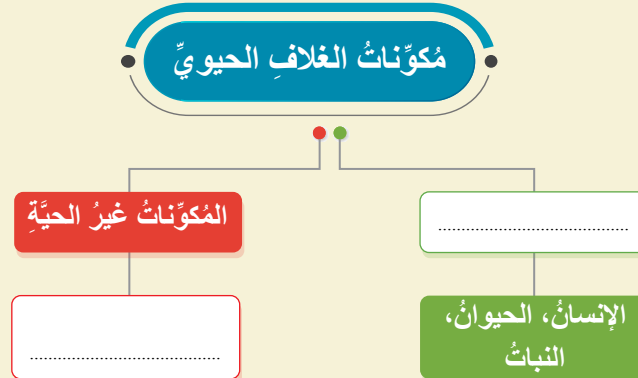 مُكوِّناتُ الغلافِ الحيويِّ
المُكوِّناتُ غيرُ الحيَّةِ
الإنسانُ، الحيوانُ،
النباتُ